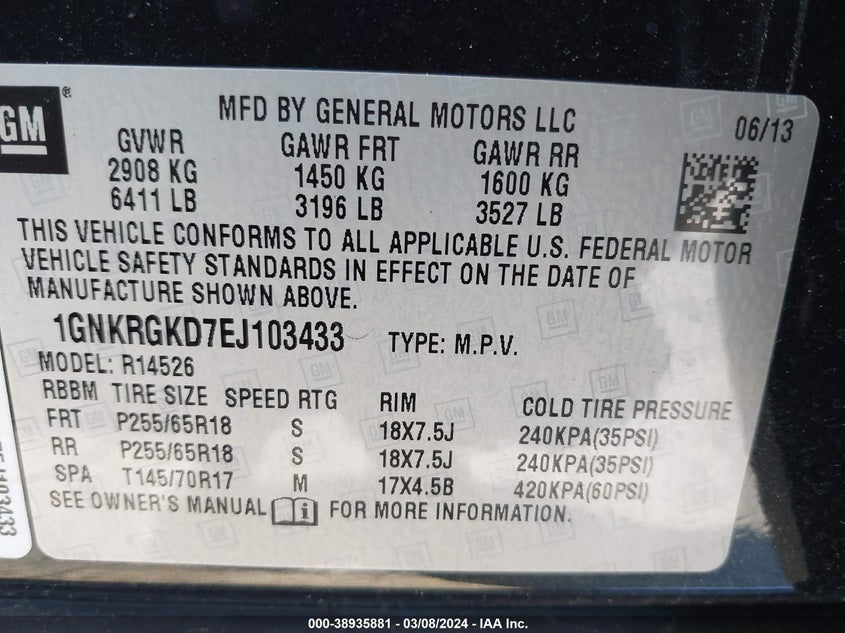 GM ®
MFD BY GENERAL MOTORS LLC
06/13
GVWR GAWR FRT GAWR RR
2908 KG 1450 KG 1600 KG
6411 LB 3196 LB 3527 LB
THIS VEHICLE CONFORMS TO ALL APPLICABLE U.S. FEDERAL MOTOR
VEHICLE SAFETY STANDARDS IN EFFECT ON THE DATE OF
MANUFACTURE SHOWN ABOVE.
1GNKRGKD7EJ103433 TYPE: M.P.V.
MODEL: R14526
RBBM TIRE SIZE SPEED RTG RIM COLD TIRE PRESSURE
FRT P255/65R18 S 18X7.5J 240KPA(35PSI)
RR P255/65R18 S 18X7.5J 240KPA(35PSI)
SPA T145/70R17 M 17X4.5B 420KPA(60PSI)
SEE OWNER'S MANUAL FOR MORE INFORMATION.
J103433
000-38935881 / 03/08/2024 - IAA Inc.